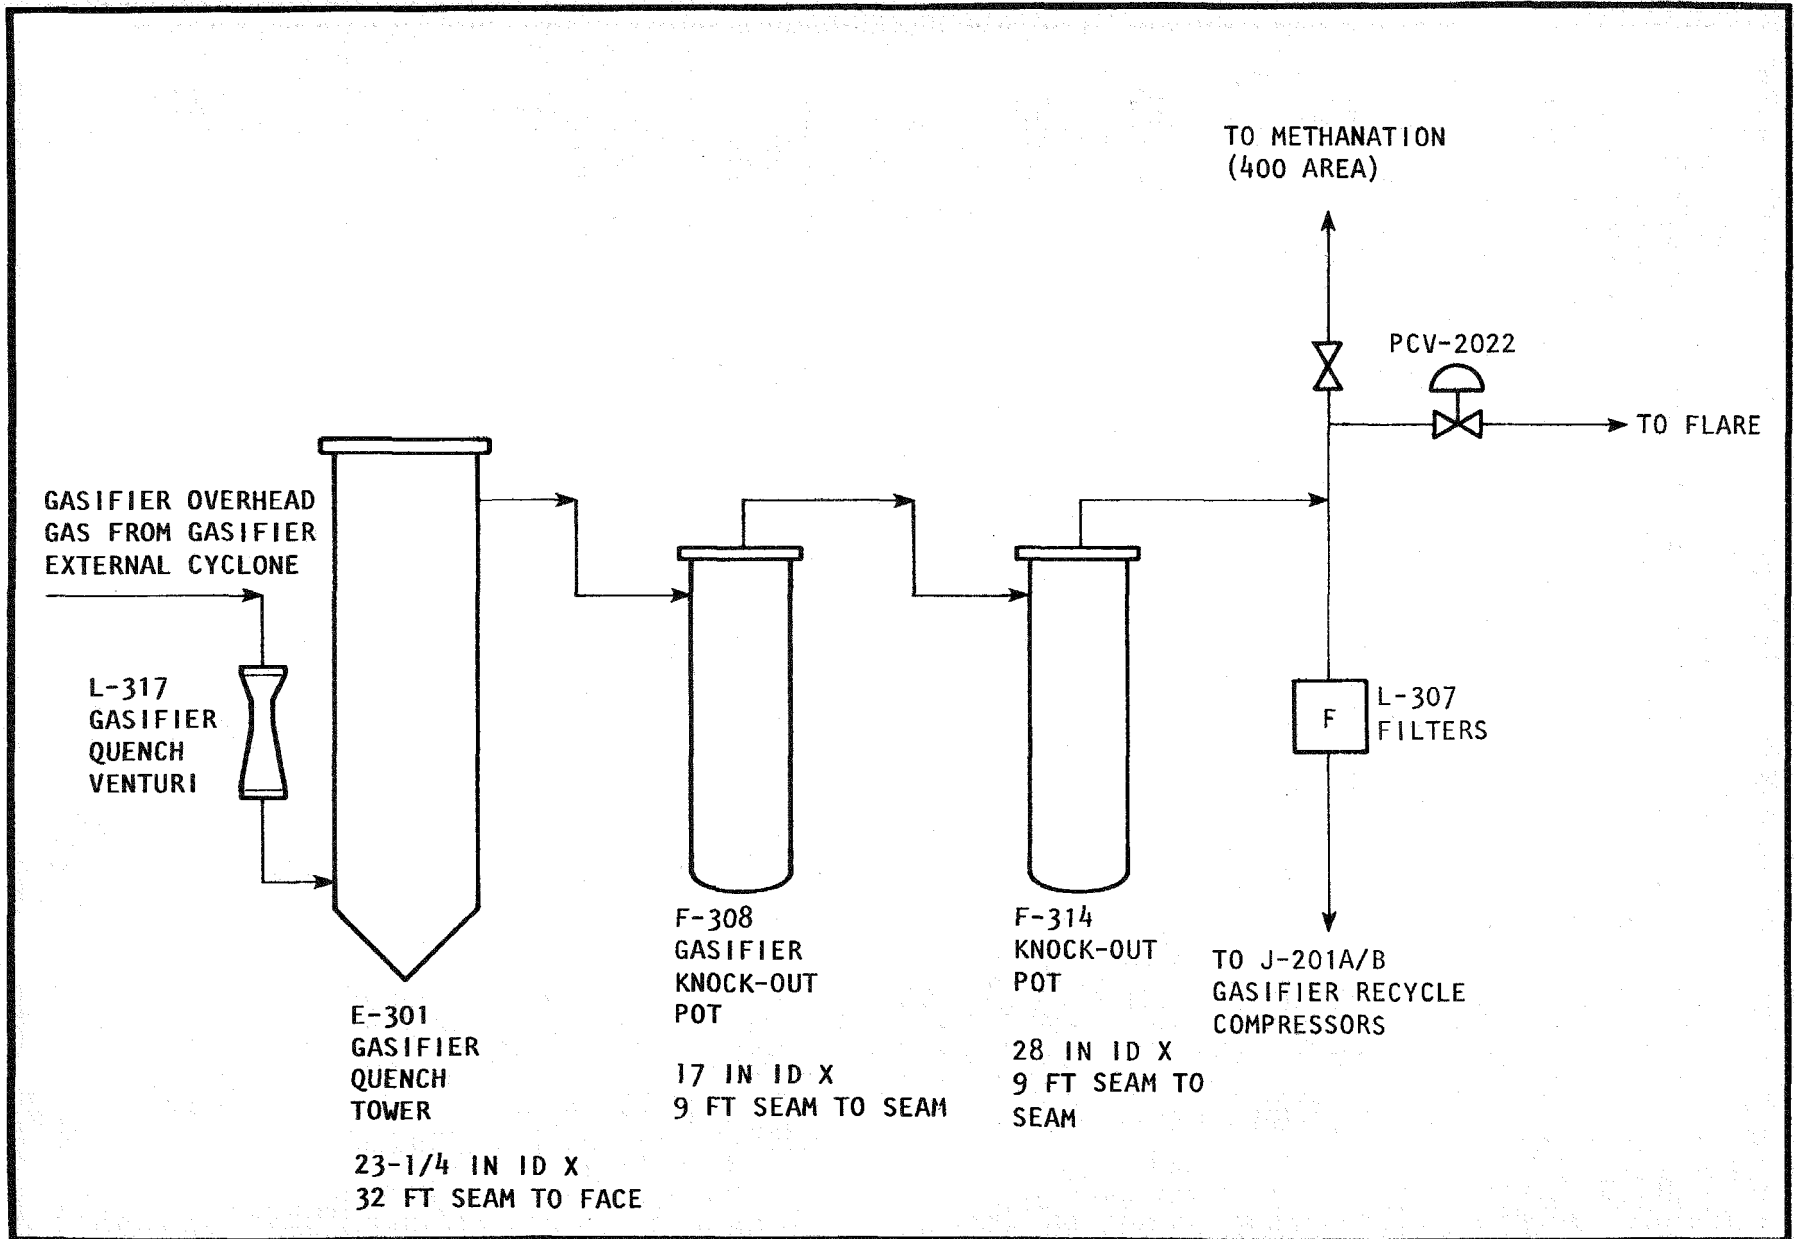 TO METHANATION
(400 AREA)
PCV-2022
TO FLARE
GASIFIER OVERHEAD
GAS FROM GASIFIER
EXTERNAL CYCLONE
L-317
GASIFIER
QUENCH
VENTURI
L-307
FILTERS
F
E-301
GASIFIER
QUENCH
TOWER
23-1/4 IN ID X
32 FT SEAM TO FACE
F-308
GASIFIER
KNOCK-OUT
POT
17 IN ID X
9 FT SEAM TO SEAM
F-314
KNOCK-OUT
POT
28 IN ID X
9 FT SEAM TO
SEAM
TO J-201A/B
GASIFIER RECYCLE
COMPRESSORS